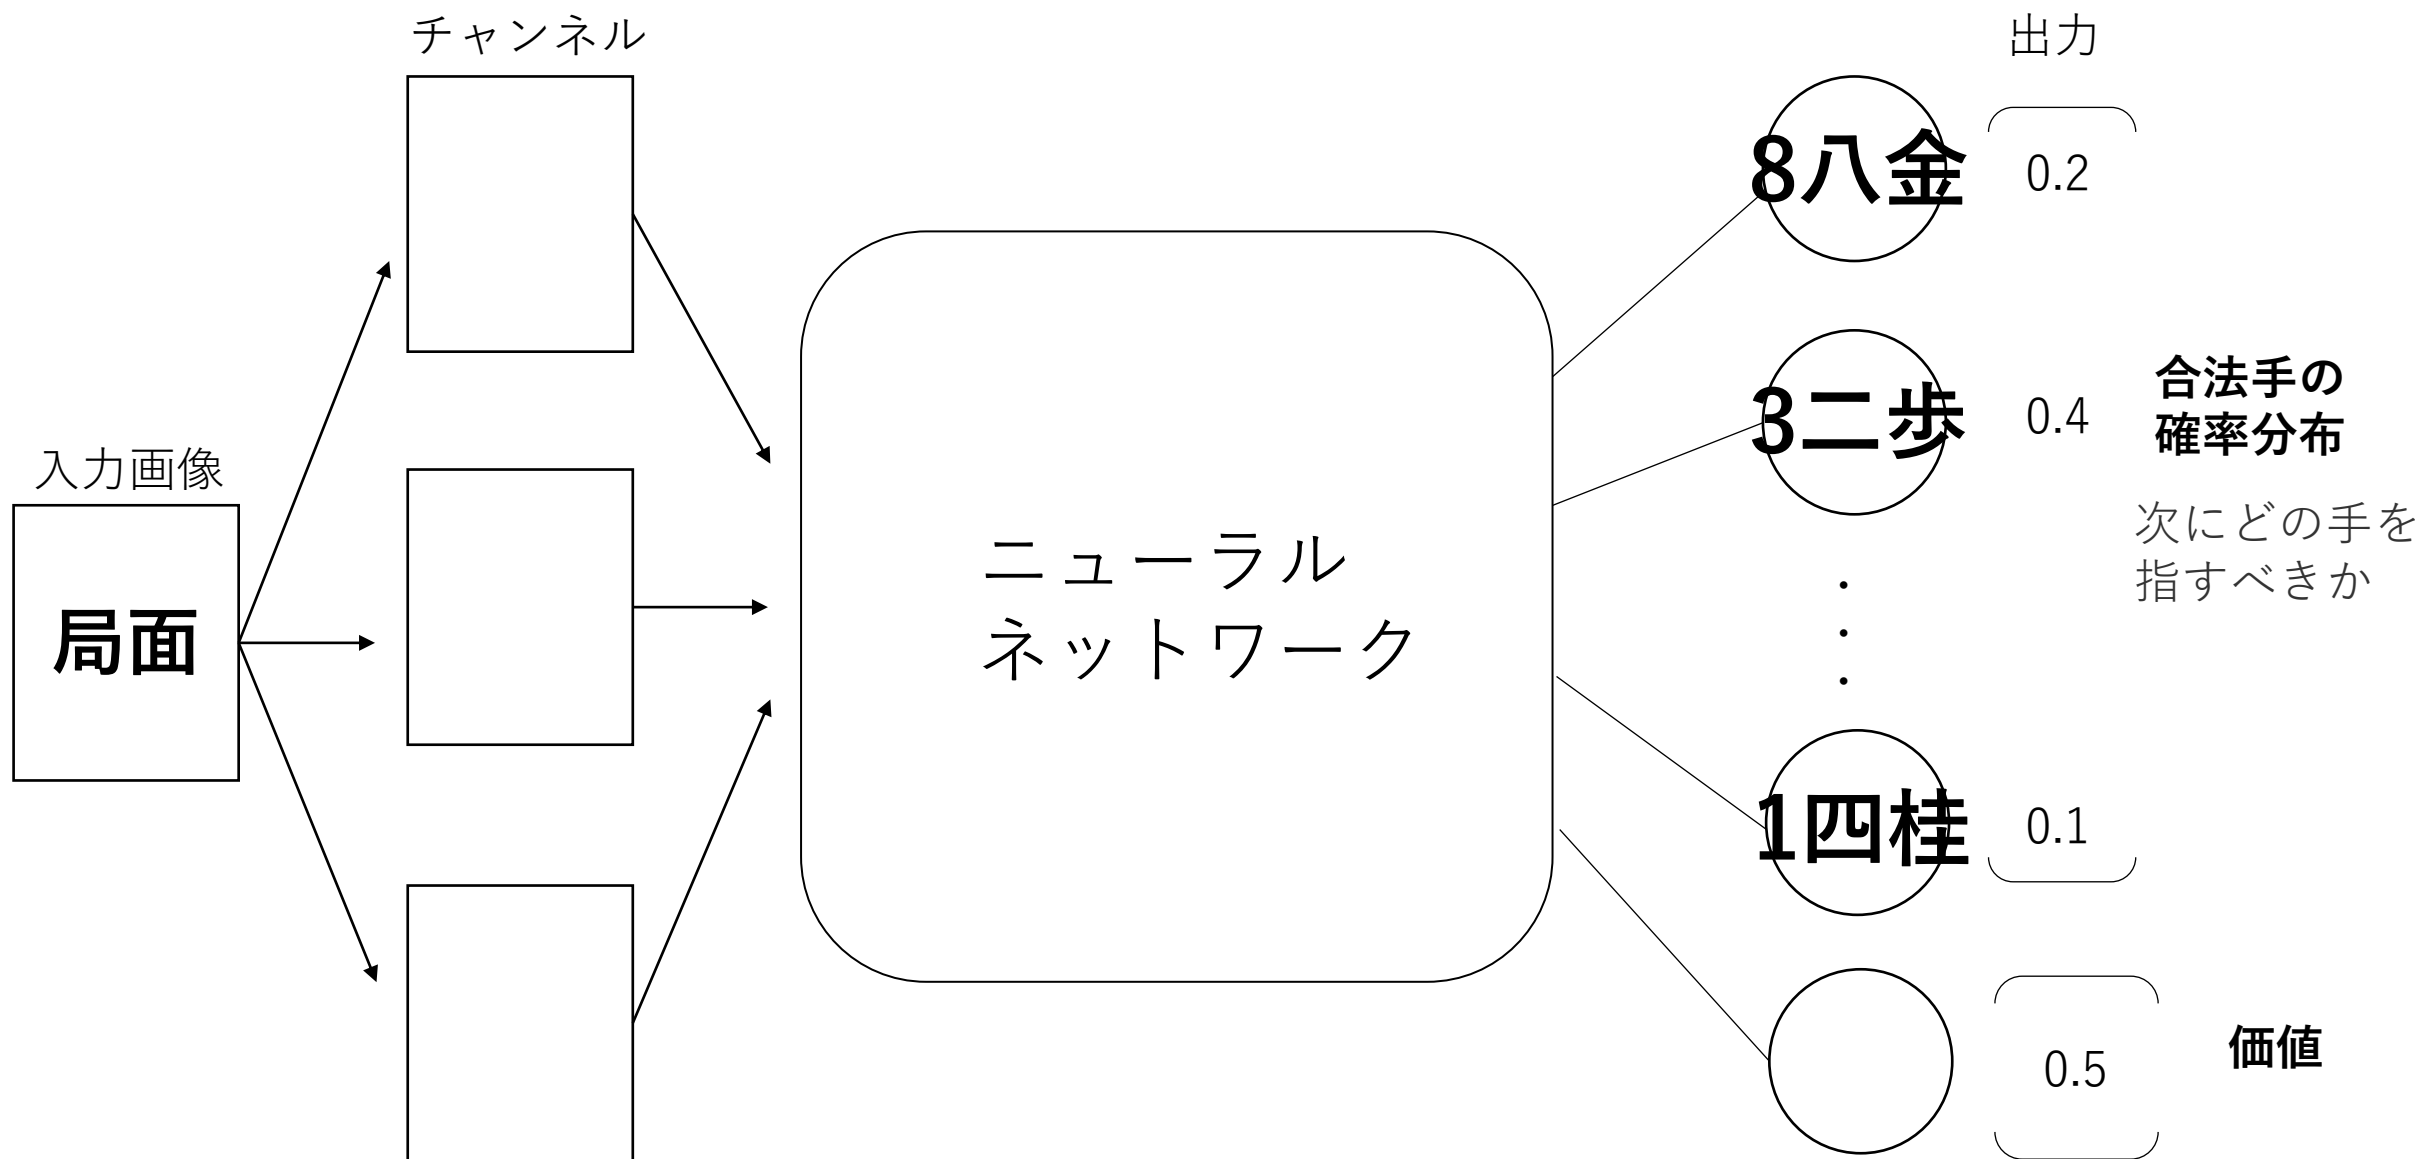 チャンネル
出力
8八金
0.2
3二歩
0.4
合法手の
確率分布
入力画像
次にどの手を
指すべきか
局面
ニューラル
ネットワーク
・
・
・
1四桂
0.1
0.5
価値